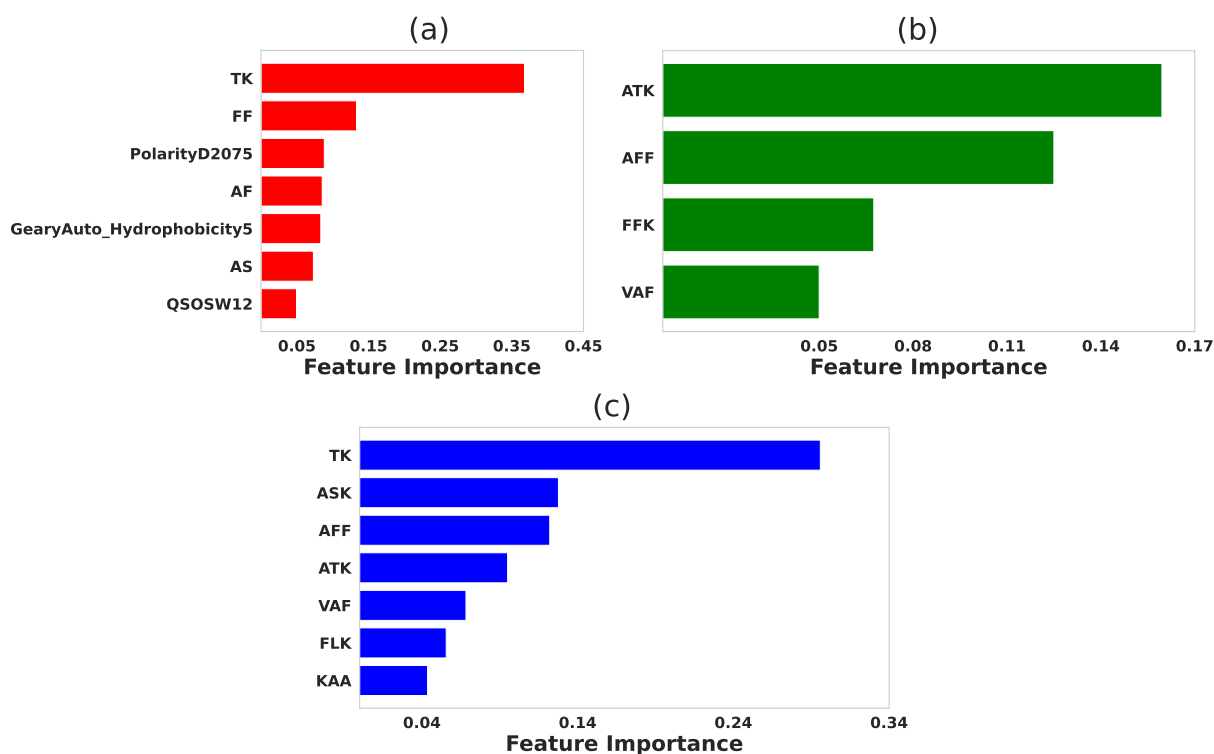 (a)
TK
FF
PolarityD2075
AF
GearyAuto_Hydrophobicity5
AS
QSOSW12
0.05 0.15 0.25 0.35 0.45
Feature Importance
(b)
ATK
AFF
FFK
VAF
0.05 0.08 0.11 0.14 0.17
Feature Importance
(c)
TK
ASK
AFF
ATK
VAF
FLK
KAA
0.04 0.14 0.24 0.34
Feature Importance